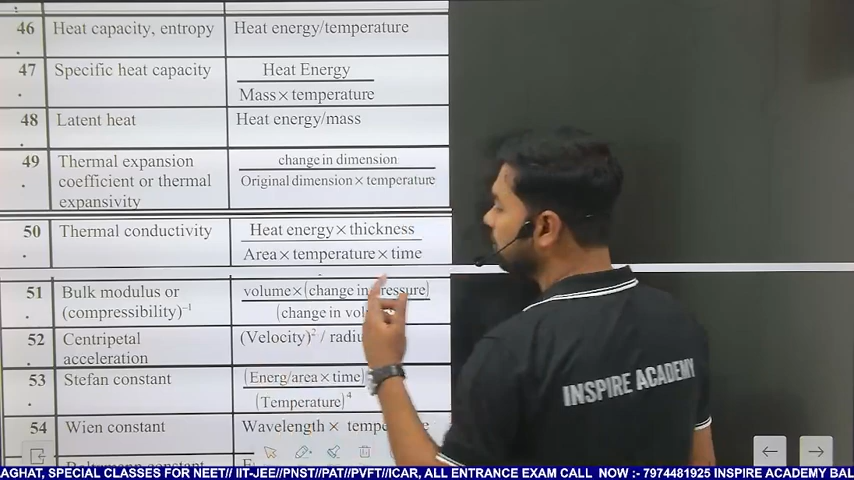 46 Heat capacity, entropy Heat energy/temperature
.
47 Specific heat capacity Heat Energy
. Mass × temperature
48 Latent heat Heat energy/mass
.
49 Thermal expansion change in dimension
. coefficient or thermal Original dimension × temperature
expansivity
50 Thermal conductivity Heat energy × thickness
. Area × temperature × time
51 Bulk modulus or volume × (change in pressure)
. (compressibility)⁻¹ (change in
52 Centripetal (Velocity)² /
. acceleration
53 Stefan constant (Energ/area × time)
. (Temperature)⁴
54 Wien constant Wavelength ×
INSPIRE ACADEMY
AGHAT, SPECIAL CLASSES FOR NEET// IIT-JEE//PNST//PAT//PVFT//ICAR, ALL ENTRANCE EXAM CALL NOW :- 7974481925 INSPIRE ACADEMY BAL